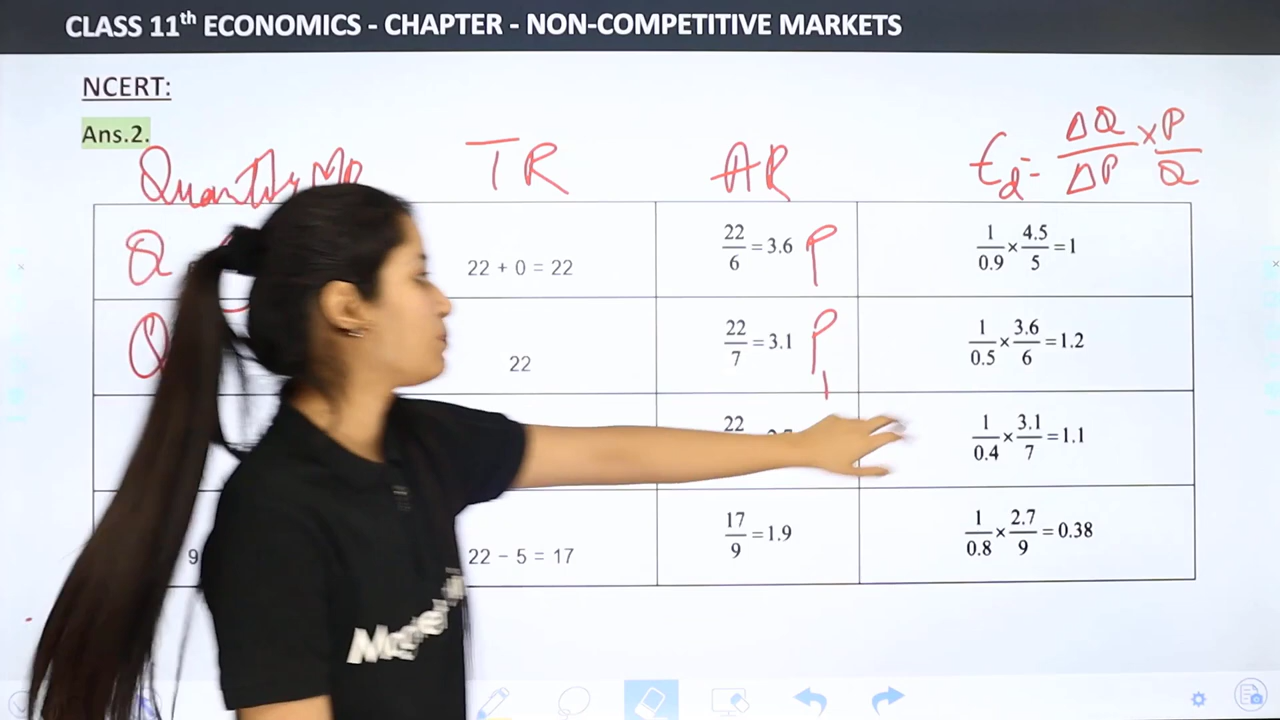 CLASS 11th ECONOMICS - CHAPTER - NON-COMPETITIVE MARKETS
NCERT:
Ans.2.
Quantity MR TR AR ed = ΔQ/ΔP × P/Q
Q 22 + 0 = 22 22/6 = 3.6 P 1/0.9 × 4.5/5 = 1
Q 22 22/7 = 3.1 P1 1/0.5 × 3.6/6 = 1.2
22 1/0.4 × 3.1/7 = 1.1
9 22 − 5 = 17 17/9 = 1.9 1/0.8 × 2.7/9 = 0.38